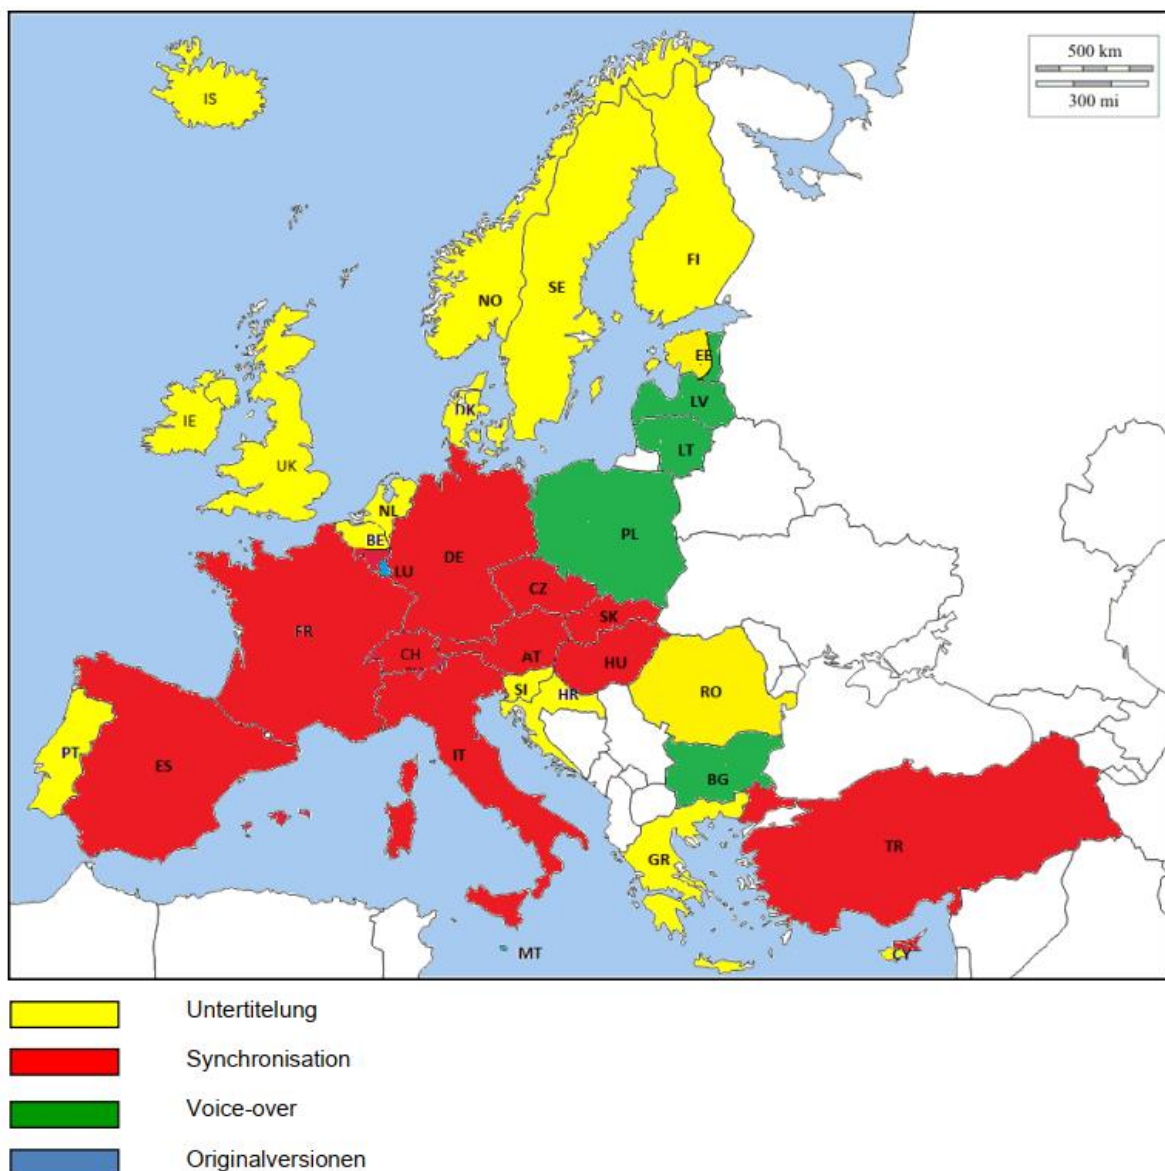 500 km
300 mi
IS
FI
NO
SE
EE
LV
DK
IE
LT
UK
NL
PL
BE
DE
LU
CZ
SK
FR
CH
AT
HU
SI
HR
RO
PT
ES
IT
BG
TR
GR
MT
CY
Untertitelung
Synchronisation
Voice-over
Originalversionen